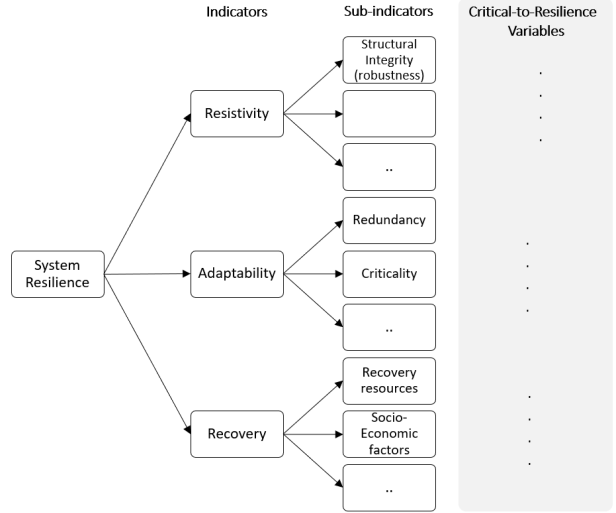 Indicators
Sub-indicators
Critical-to-Resilience
Variables
Structural
Integrity
(robustness)
Resistivity
..
Redundancy
System
Resilience
Adaptability
Criticality
..
Recovery
resources
Recovery
Socio-
Economic
factors
..